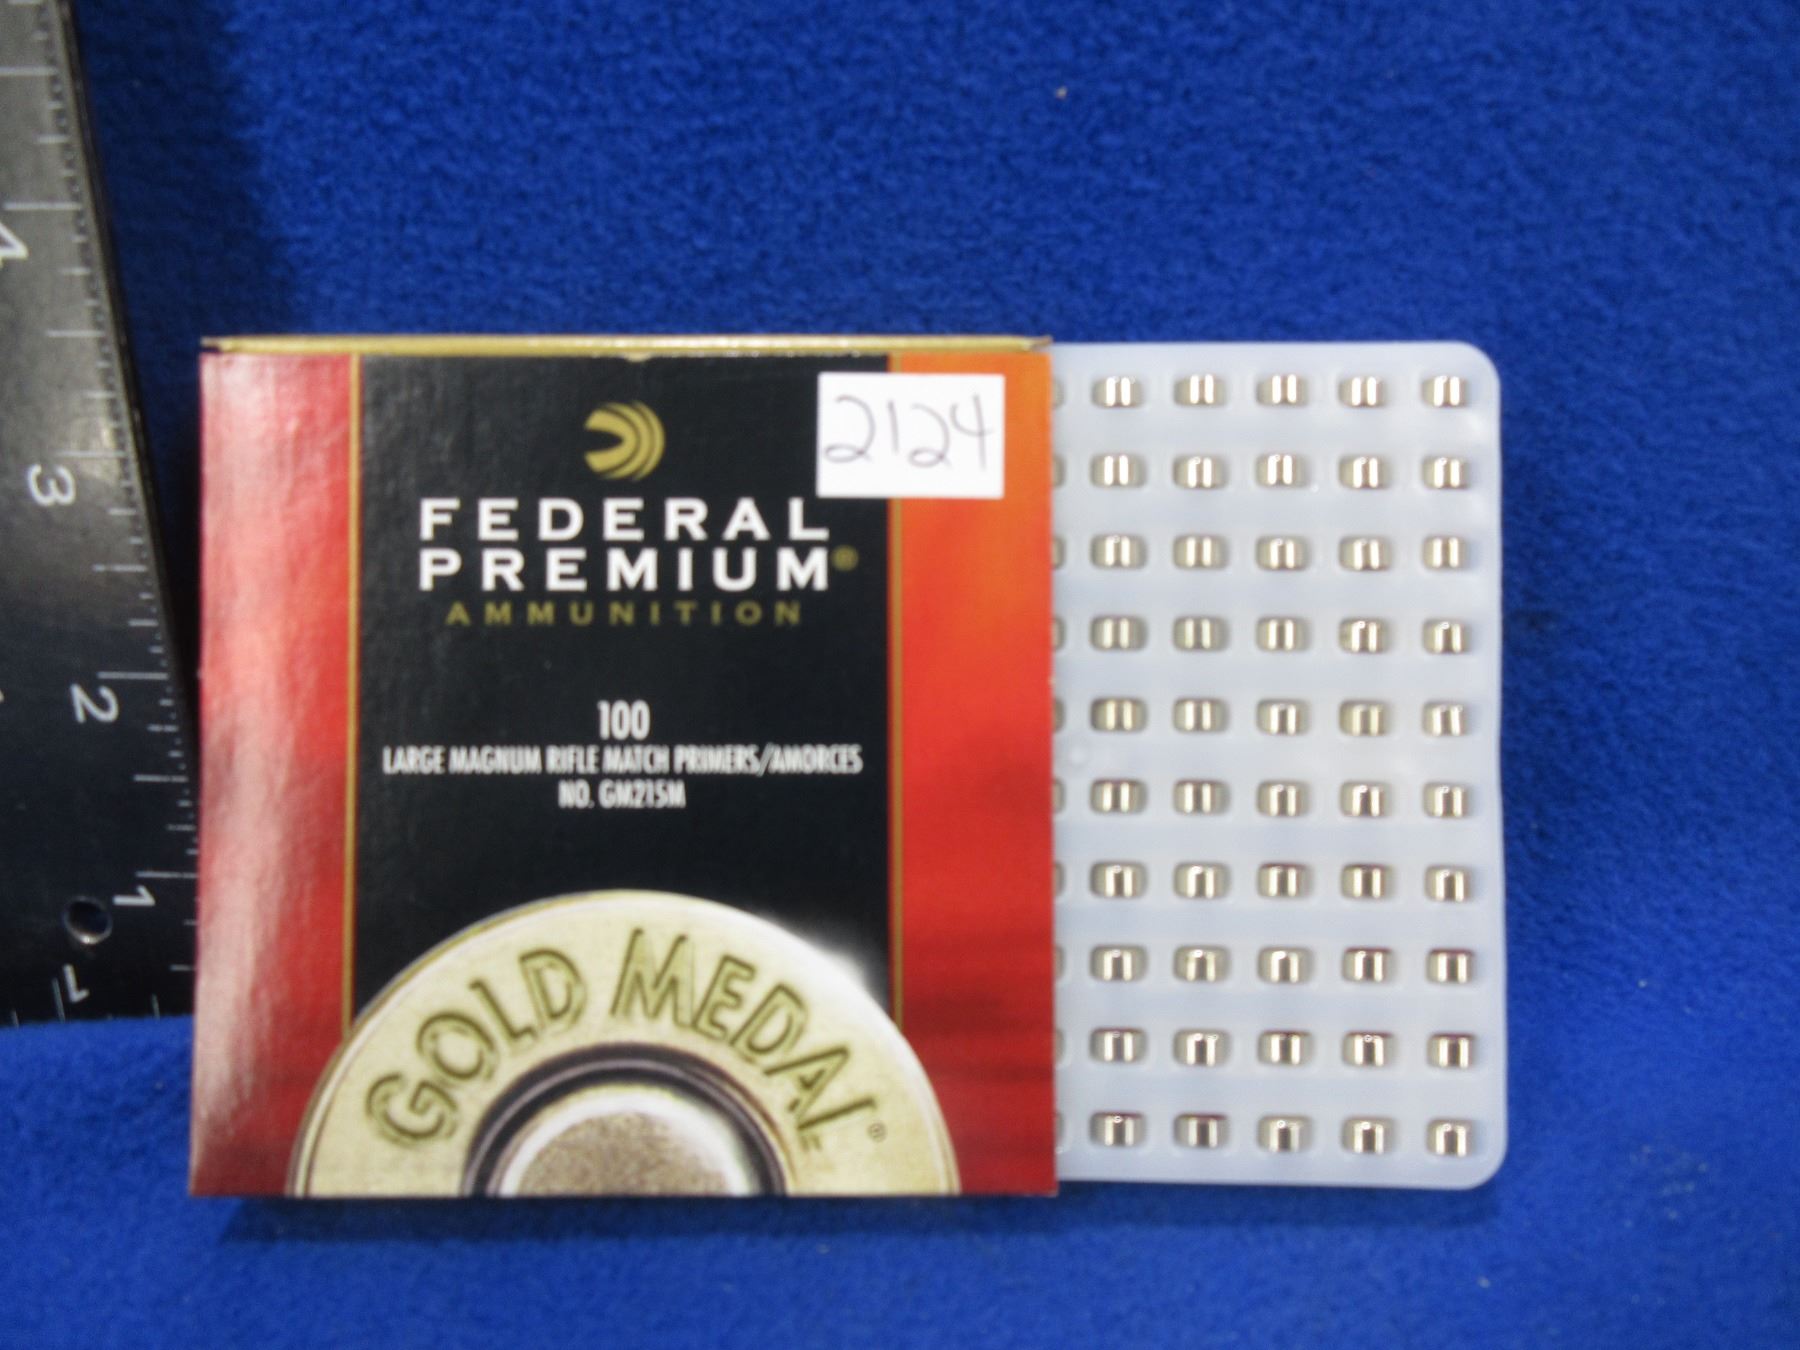 2124
FEDERAL
PREMIUM®
AMMUNITION
100
LARGE MAGNUM RIFLE MATCH PRIMERS/AMORCES
NO. GM215M
GOLD MEDAL®
4
3
2
1